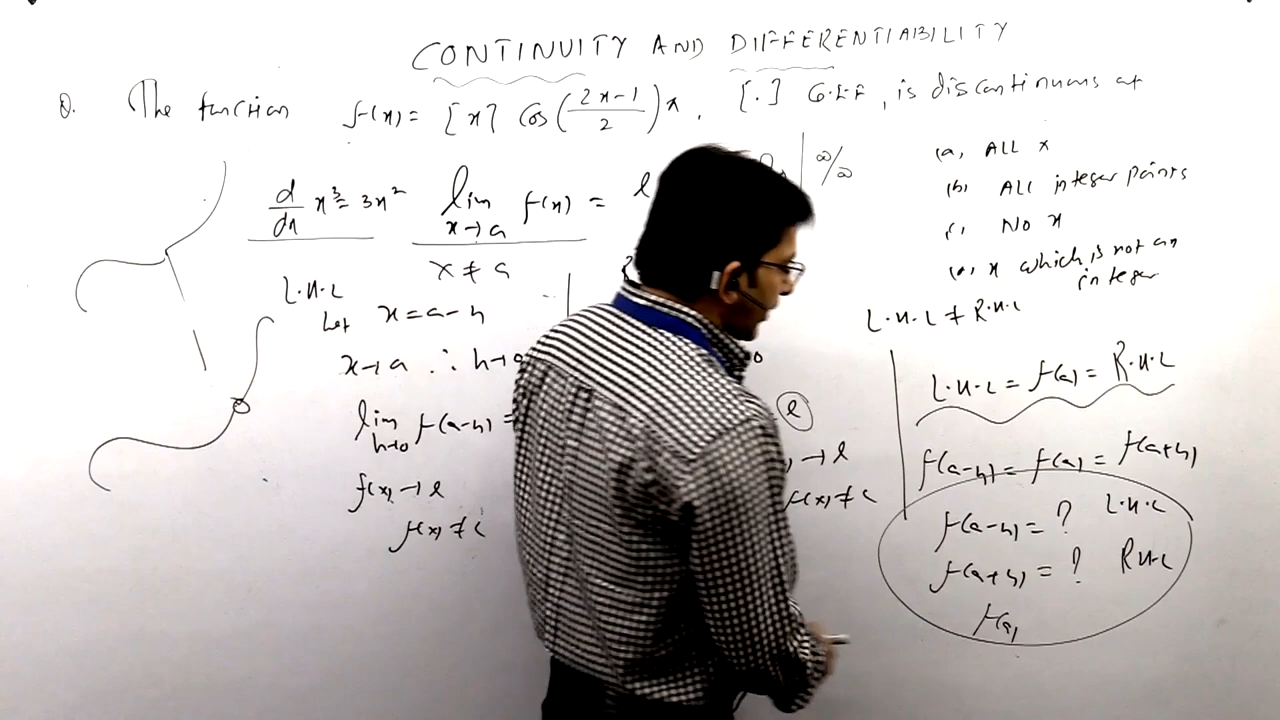 CONTINUITY AND DIFFERENTIABILITY
Q. The function f(x) = [x] cos((2x-1)/2)π, [.] G.I.F, is discontinuous at
(a) ALL x
(b) ALL integer points
(c) NO x
(d) x which is not an integer
d/dx x³ = 3x²
lim x→a f(x) = l
x ≠ a
∞/∞
L.H.L
Let x = a-h
x→a ∴ h→0
lim h→0 f(a-h) =
f(x) → l
f(x) ≠ l
l
→ l
f(x) ≠ l
L.H.L ≠ R.H.L
L.H.L = f(a) = R.H.L
f(a-h) = f(a) = f(a+h)
f(a-h) = ? L.H.L
f(a+h) = ? R.H.L
f(a)